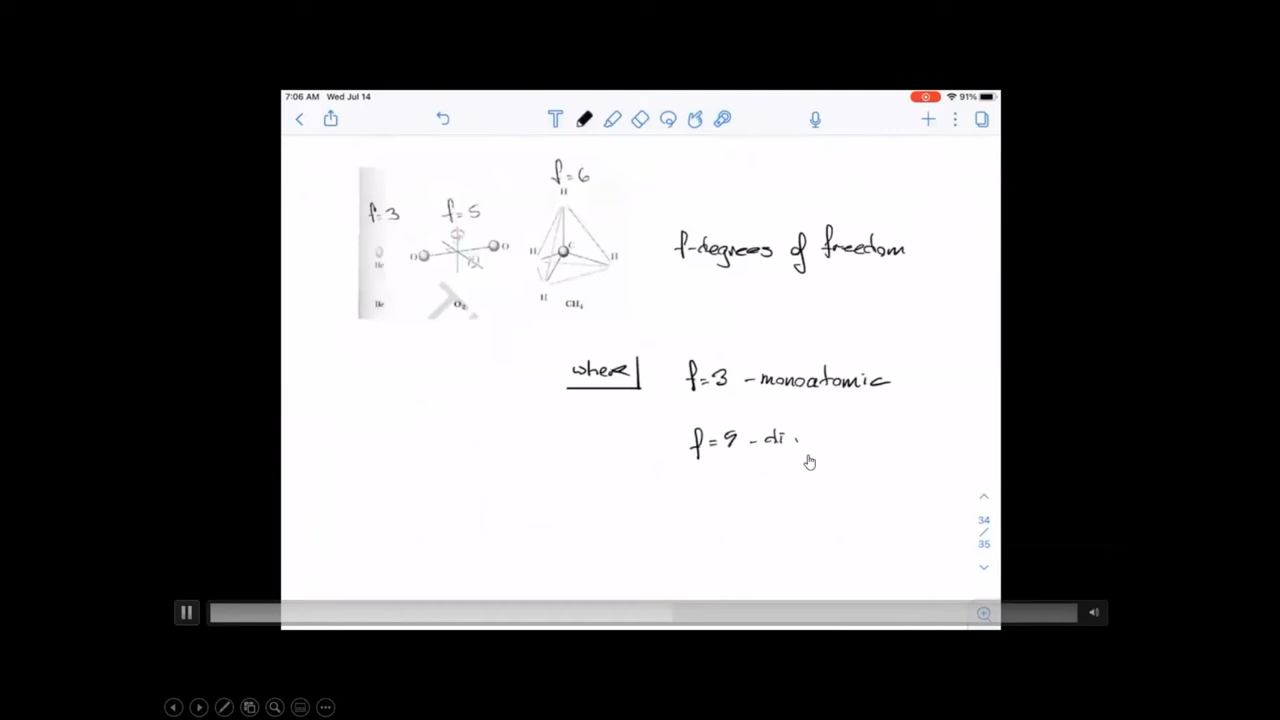 7:06 AM Wed Jul 14
91%
T
f=6
H
f=3
f=5
O
O
H
C
H
He
H
He
O₂
CH₄
f-degrees of freedom
where
f=3 - monoatomic
f=5 - di
34
/
35